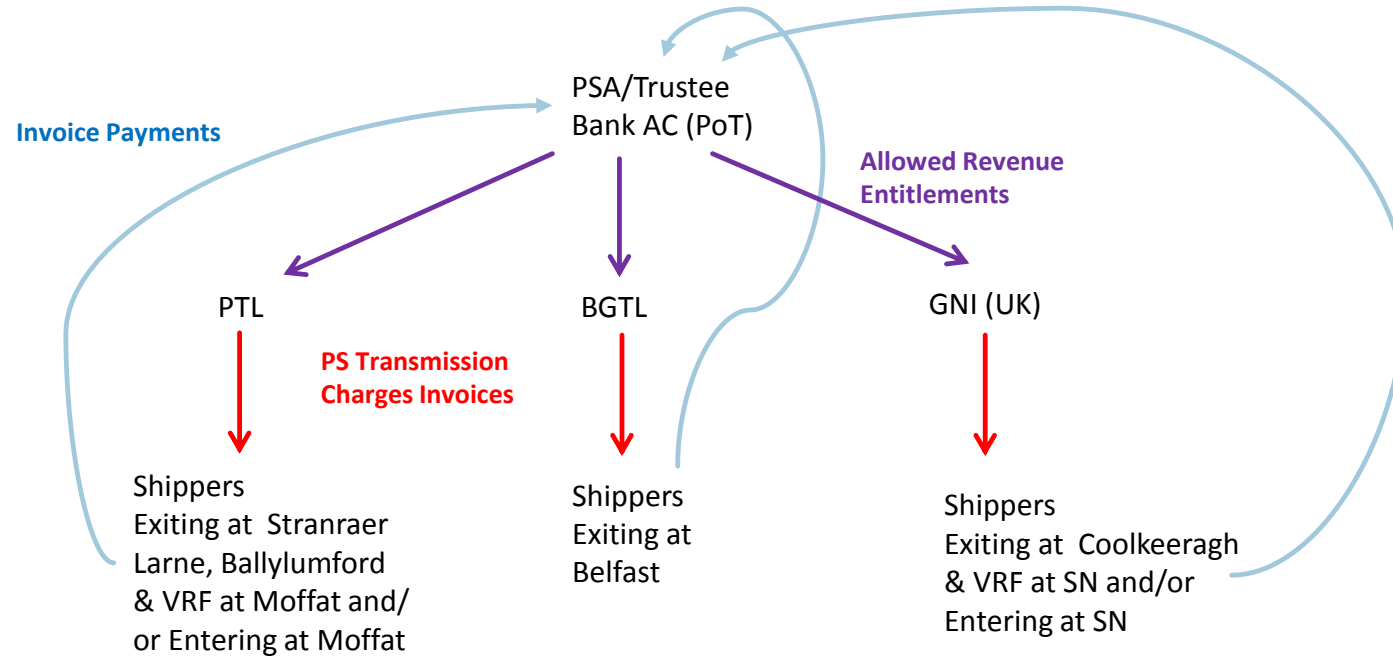 PSA/Trustee
Bank AC (PoT)
Invoice Payments
Allowed Revenue
Entitlements
PTL
BGTL
GNI (UK)
PS Transmission
Charges Invoices
Shippers
Exiting at Stranraer
Larne, Ballylumford
& VRF at Moffat and/
or Entering at Moffat
Shippers
Exiting at
Belfast
Shippers
Exiting at Coolkeeragh
& VRF at SN and/or
Entering at SN